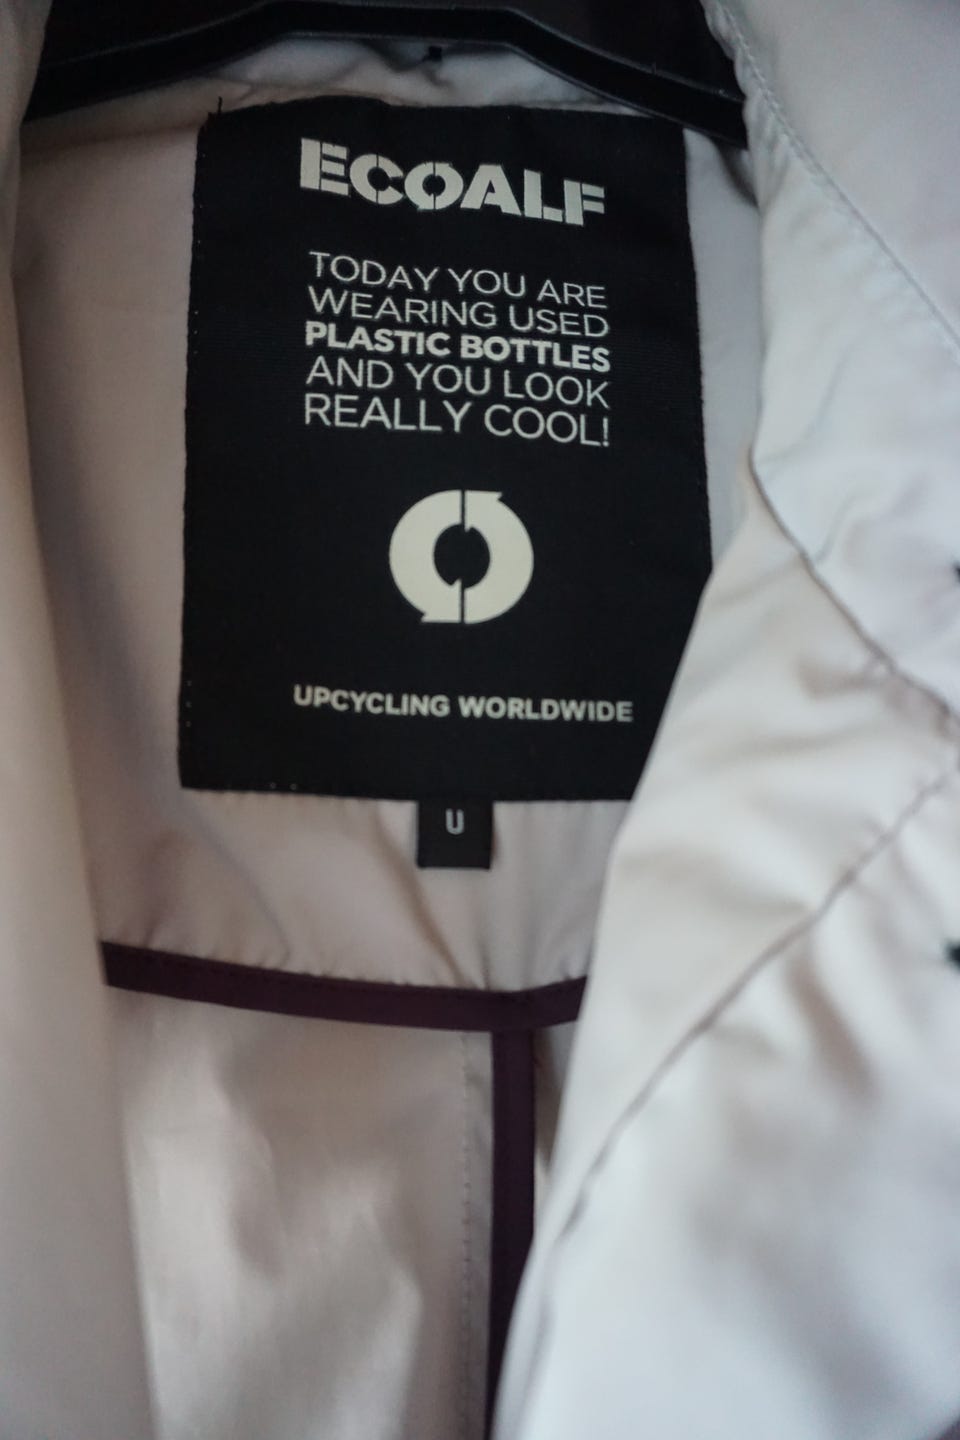 ECOALF
TODAY YOU ARE
WEARING USED
PLASTIC BOTTLES
AND YOU LOOK
REALLY COOL!
UPCYCLING WORLDWIDE
U